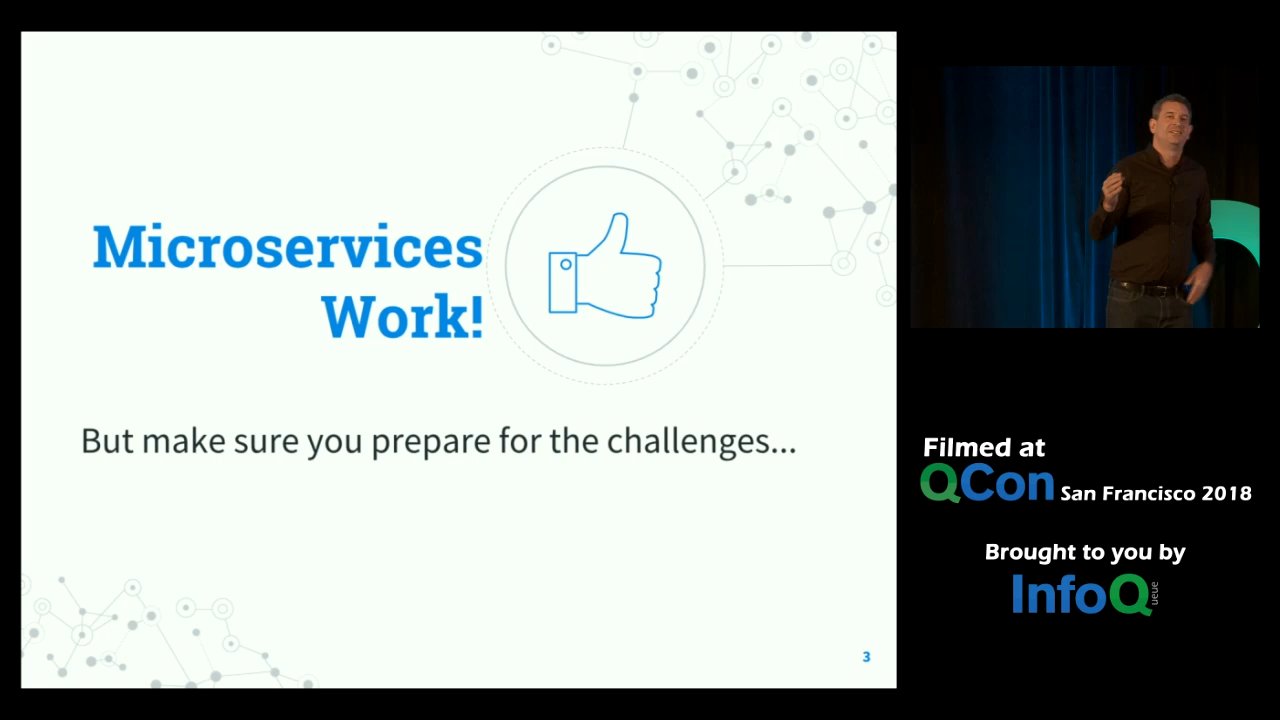 Microservices
Work!
But make sure you prepare for the challenges...
3
Filmed at
QCon San Francisco 2018
Brought to you by
InfoQ
ueue